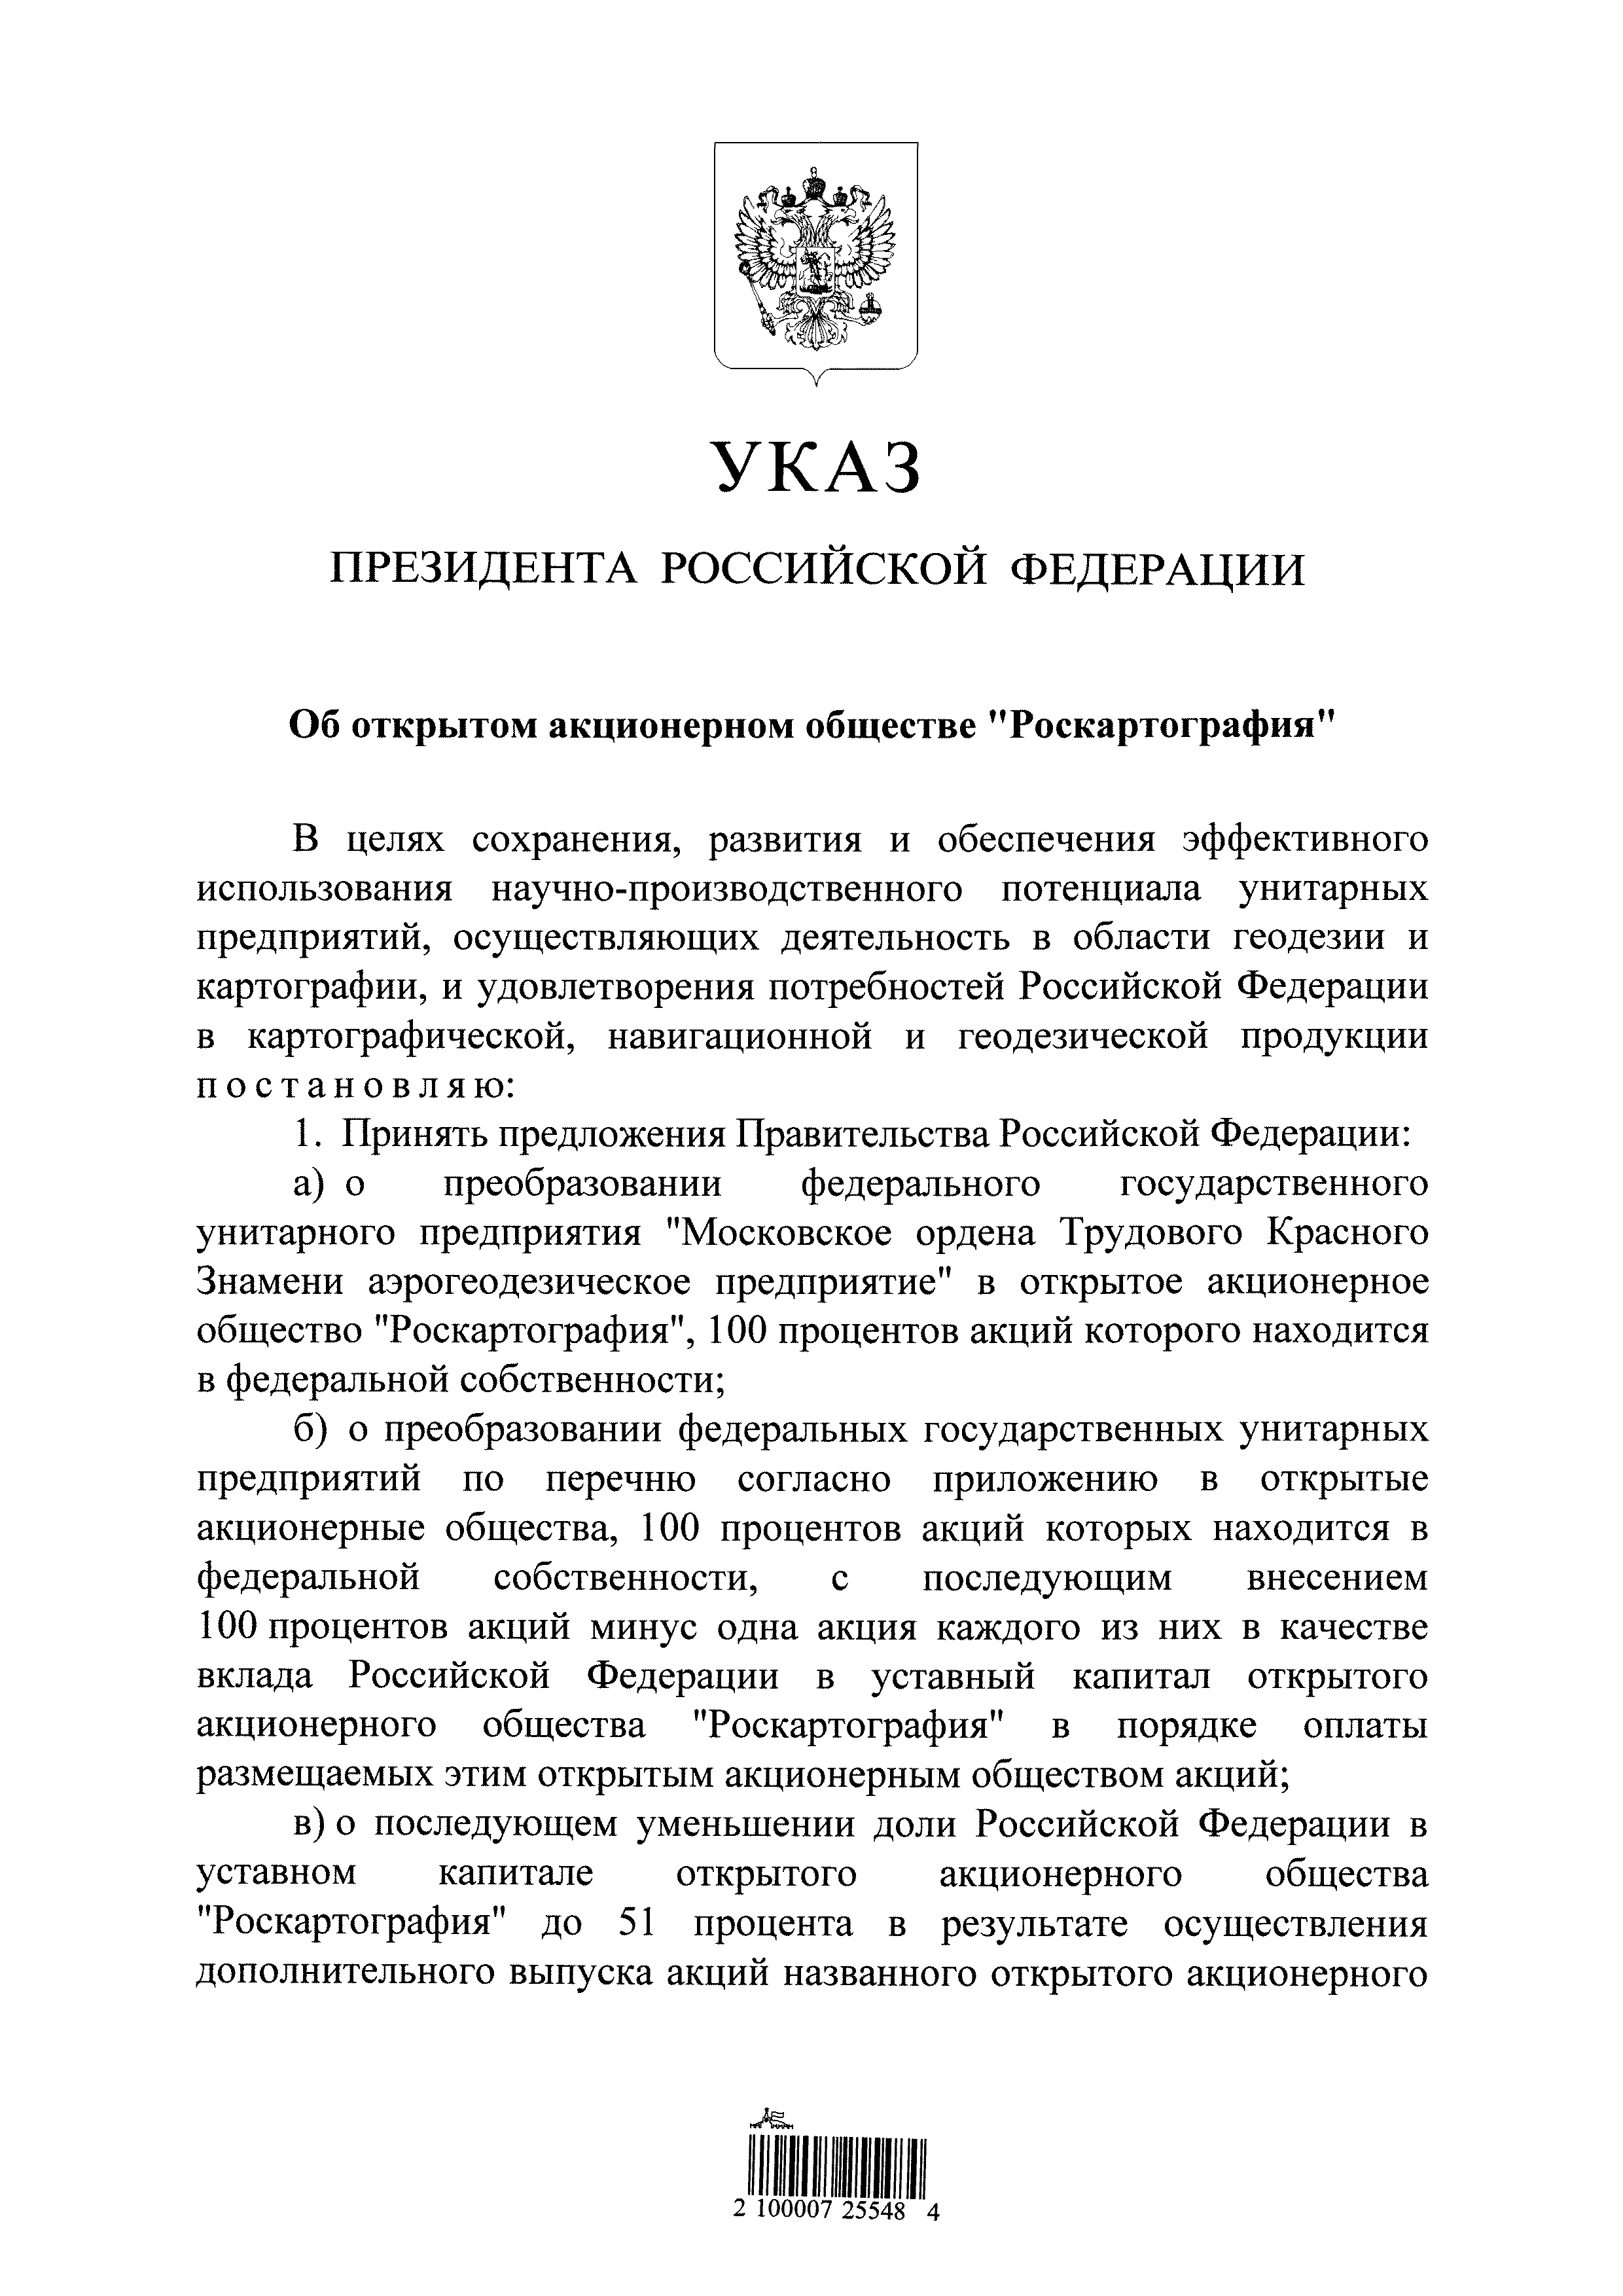 УКАЗ
ПРЕЗИДЕНТА РОССИЙСКОЙ ФЕДЕРАЦИИ
Об открытом акционерном обществе "Роскартография"
В целях сохранения, развития и обеспечения эффективного
использования научно-производственного потенциала унитарных
предприятий, осуществляющих деятельность в области геодезии и
картографии, и удовлетворения потребностей Российской Федерации
в картографической, навигационной и геодезической продукции
п о с т а н о в л я ю:
1. Принять предложения Правительства Российской Федерации:
а) о преобразовании федерального государственного
унитарного предприятия "Московское ордена Трудового Красного
Знамени аэрогеодезическое предприятие" в открытое акционерное
общество "Роскартография", 100 процентов акций которого находится
в федеральной собственности;
б) о преобразовании федеральных государственных унитарных
предприятий по перечню согласно приложению в открытые
акционерные общества, 100 процентов акций которых находится в
федеральной собственности, с последующим внесением
100 процентов акций минус одна акция каждого из них в качестве
вклада Российской Федерации в уставный капитал открытого
акционерного общества "Роскартография" в порядке оплаты
размещаемых этим открытым акционерным обществом акций;
в) о последующем уменьшении доли Российской Федерации в
уставном капитале открытого акционерного общества
"Роскартография" до 51 процента в результате осуществления
дополнительного выпуска акций названного открытого акционерного
2 100007 25548 4